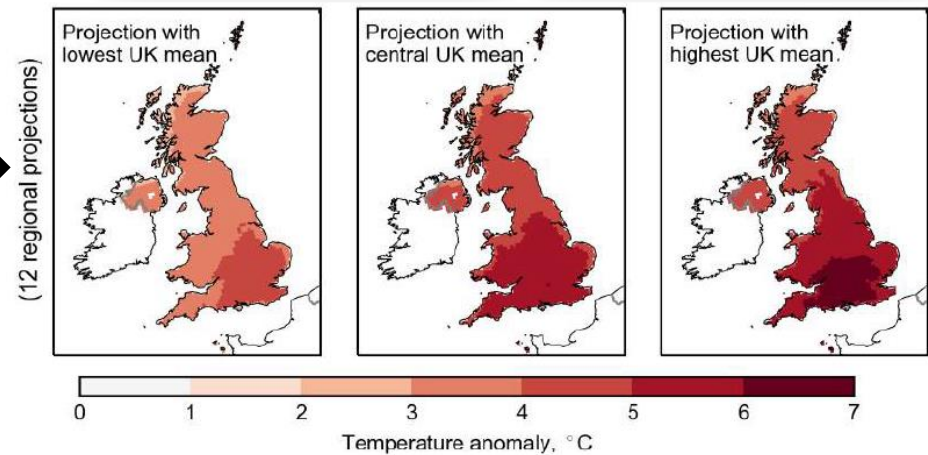 (12 regional projections)
Projection with
lowest UK mean
Projection with
central UK mean
Projection with
highest UK mean
0 1 2 3 4 5 6 7
Temperature anomaly, °C